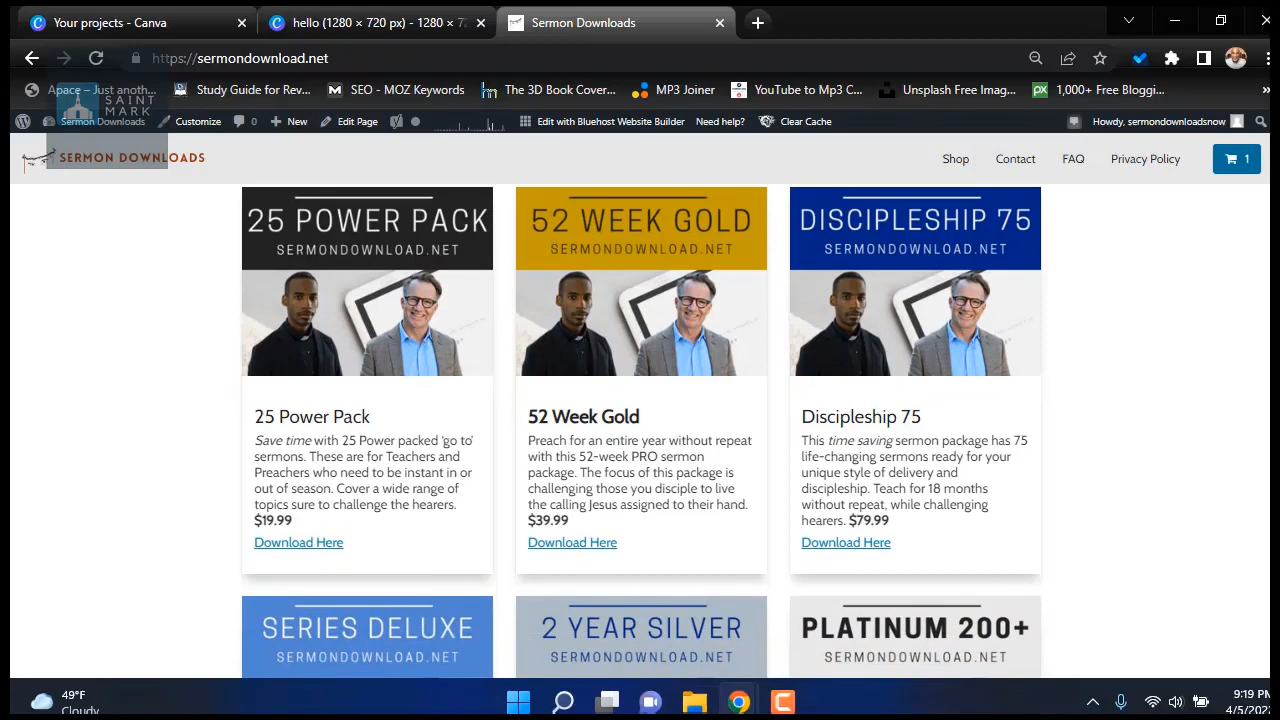 Your projects - Canva
hello (1280 × 720 px) - 1280 × 72
Sermon Downloads
https://sermondownload.net
Apace – Just anoth...
Study Guide for Rev...
SEO - MOZ Keywords
The 3D Book Cover...
MP3 Joiner
YouTube to Mp3 C...
Unsplash Free Imag...
1,000+ Free Bloggi...
SAINT
MARK
Sermon Downloads
Customize
0
New
Edit Page
Edit with Bluehost Website Builder
Need help?
Clear Cache
Howdy, sermondownloadsnow
SERMON DOWNLOADS
Shop
Contact
FAQ
Privacy Policy
1
25 POWER PACK
SERMONDOWNLOAD.NET
52 WEEK GOLD
SERMONDOWNLOAD.NET
DISCIPLESHIP 75
SERMONDOWNLOAD.NET
25 Power Pack
Save time with 25 Power packed 'go to'
sermons. These are for Teachers and
Preachers who need to be instant in or
out of season. Cover a wide range of
topics sure to challenge the hearers.
$19.99
Download Here
52 Week Gold
Preach for an entire year without repeat
with this 52-week PRO sermon
package. The focus of this package is
challenging those you disciple to live
the calling Jesus assigned to their hand.
$39.99
Download Here
Discipleship 75
This time saving sermon package has 75
life-changing sermons ready for your
unique style of delivery and
discipleship. Teach for 18 months
without repeat, while challenging
hearers. $79.99
Download Here
SERIES DELUXE
SERMONDOWNLOAD.NET
2 YEAR SILVER
SERMONDOWNLOAD.NET
PLATINUM 200+
SERMONDOWNLOAD.NET
49°F
Cloudy
9:19 PM
4/5/202